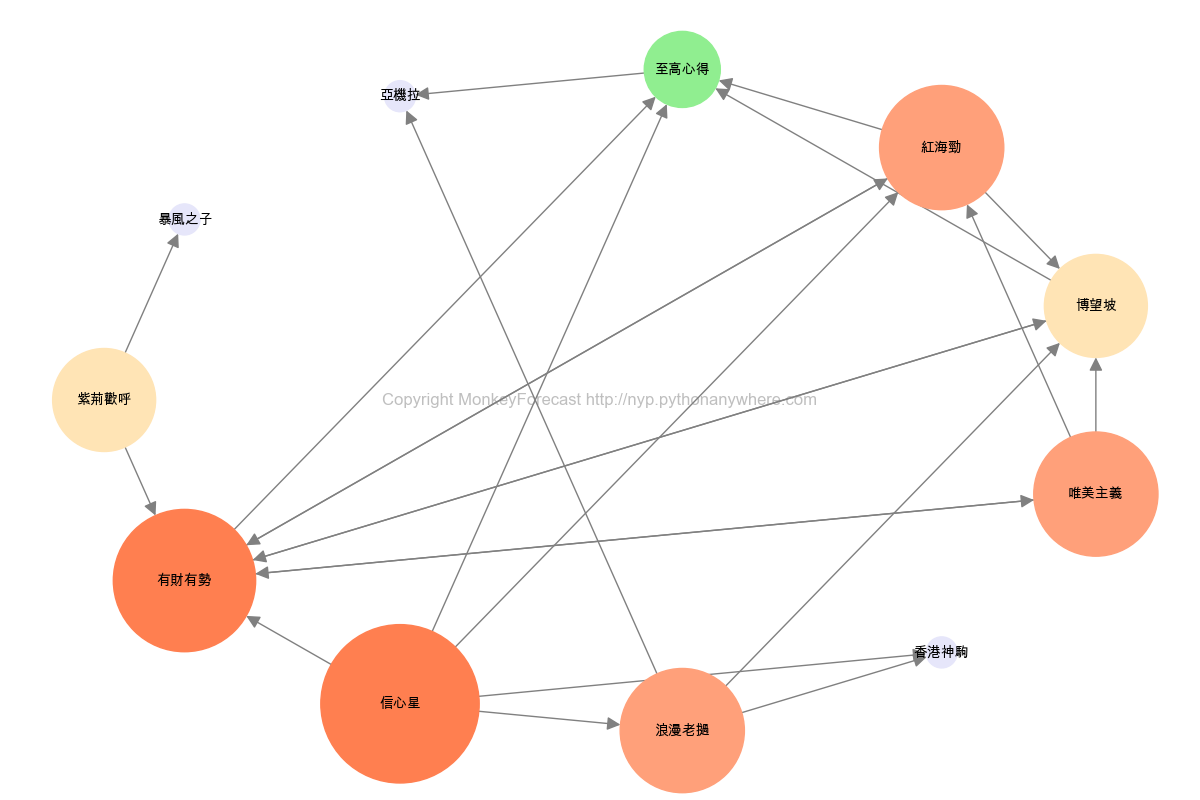 至高心得
亞機拉
紅海勁
暴風之子
博望坡
紫荊歡呼
Copyright MonkeyForecast http://nyp.pythonanywhere.com
唯美主義
有財有勢
香港神駒
信心星
浪漫老撾